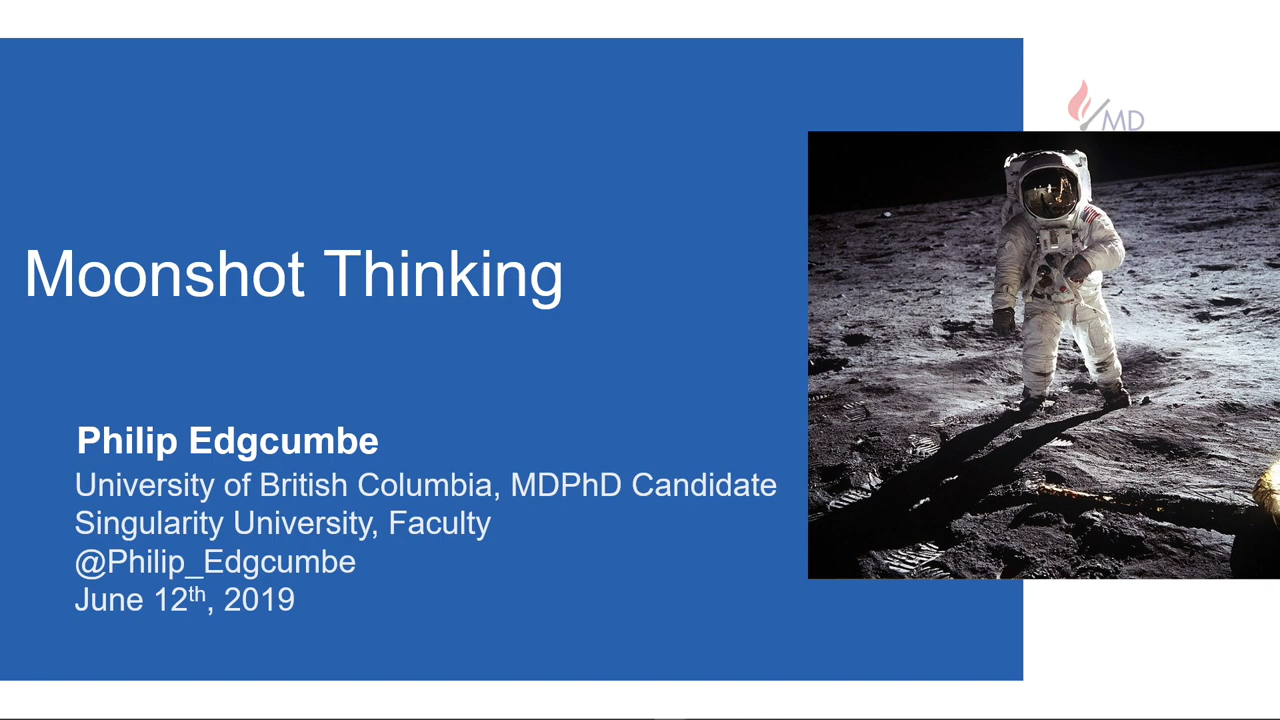 MD
Moonshot Thinking
Philip Edgcumbe
University of British Columbia, MDPhD Candidate
Singularity University, Faculty
@Philip_Edgcumbe
June 12th, 2019